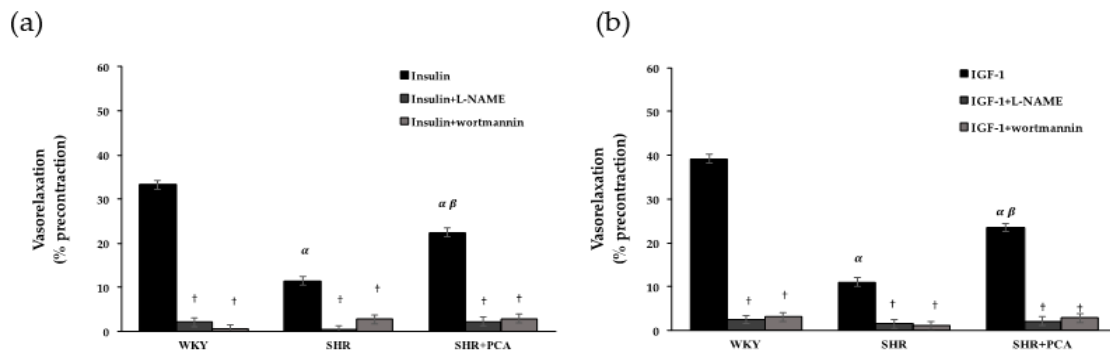 (a)
Vasorelaxation
(% precontraction)
60
50
40
30
20
10
0
Insulin
Insulin+L-NAME
Insulin+wortmannin
† †
α
† †
α β
† †
WKY SHR SHR+PCA
(b)
Vasorelaxation
(% precontraction)
60
50
40
30
20
10
0
IGF-1
IGF-1+L-NAME
IGF-1+wortmannin
† †
α
† †
α β
† †
WKY SHR SHR+PCA